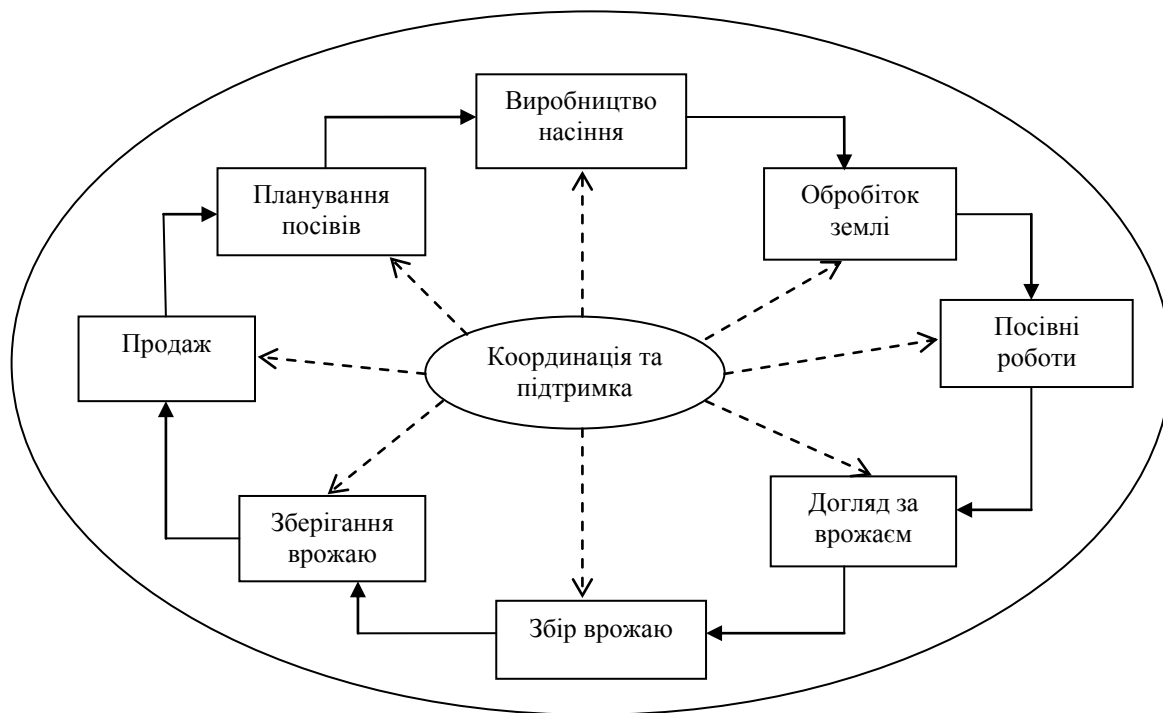 Виробництво
насіння
Планування
посівів
Обробіток
землі
Продаж
Координація та
підтримка
Посівні
роботи
Зберігання
врожаю
Догляд за
врожаєм
Збір врожаю